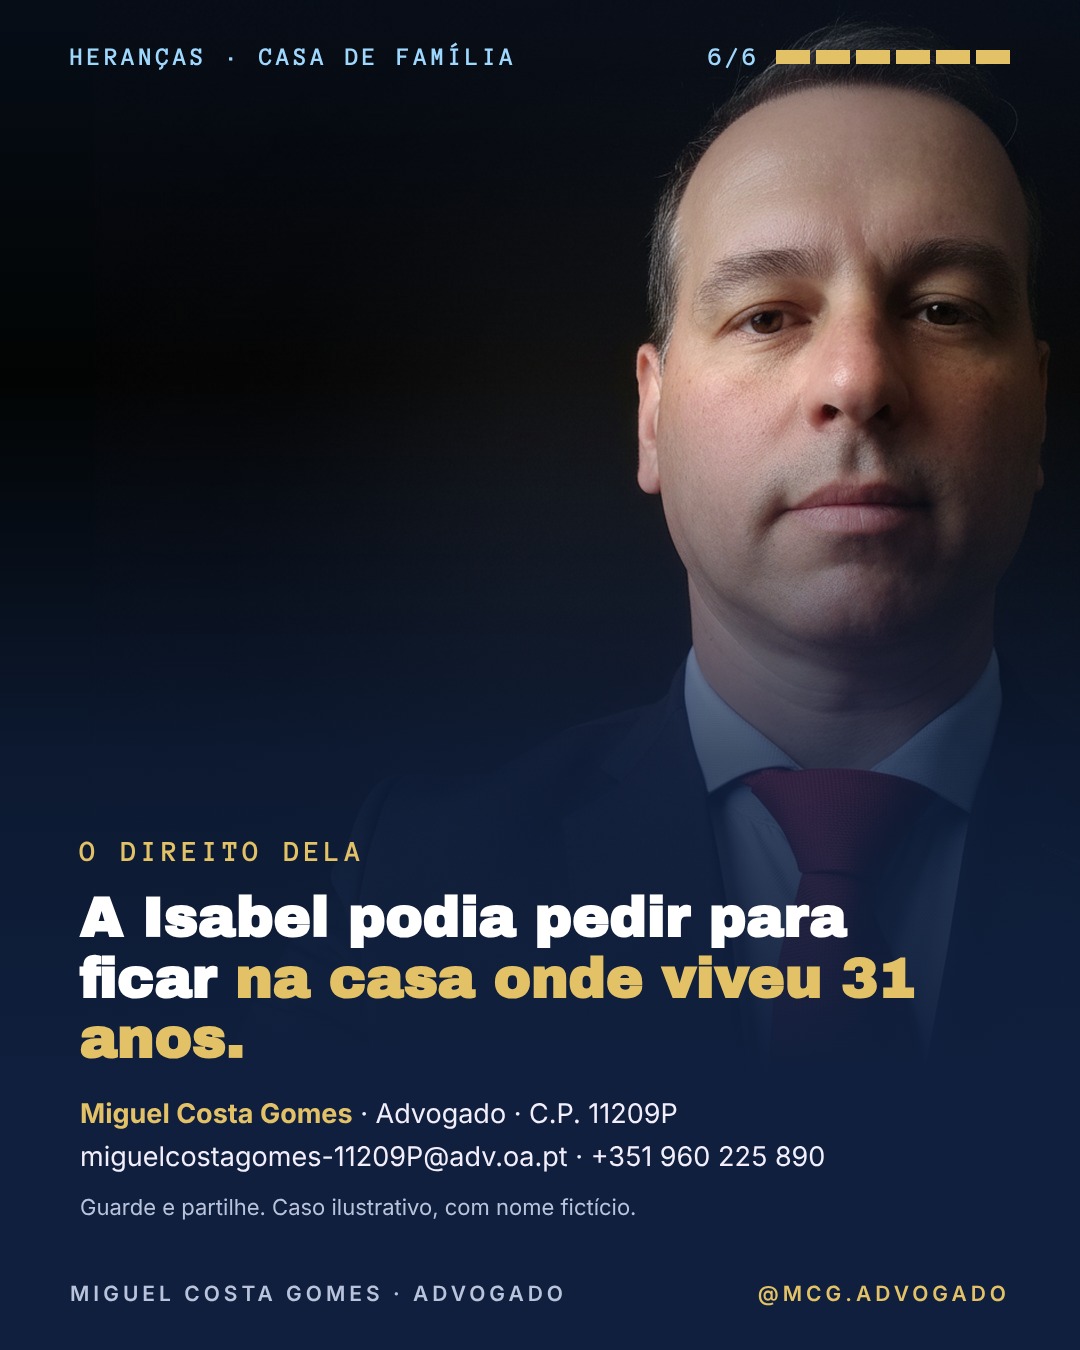 HERANÇAS · CASA DE FAMÍLIA
6/6
O DIREITO DELA
A Isabel podia pedir para
ficar na casa onde viveu 31
anos.
Miguel Costa Gomes · Advogado · C.P. 11209P
miguelcostagomes-11209P@adv.oa.pt · +351 960 225 890
Guarde e partilhe. Caso ilustrativo, com nome fictício.
MIGUEL COSTA GOMES · ADVOGADO
@MCG.ADVOGADO